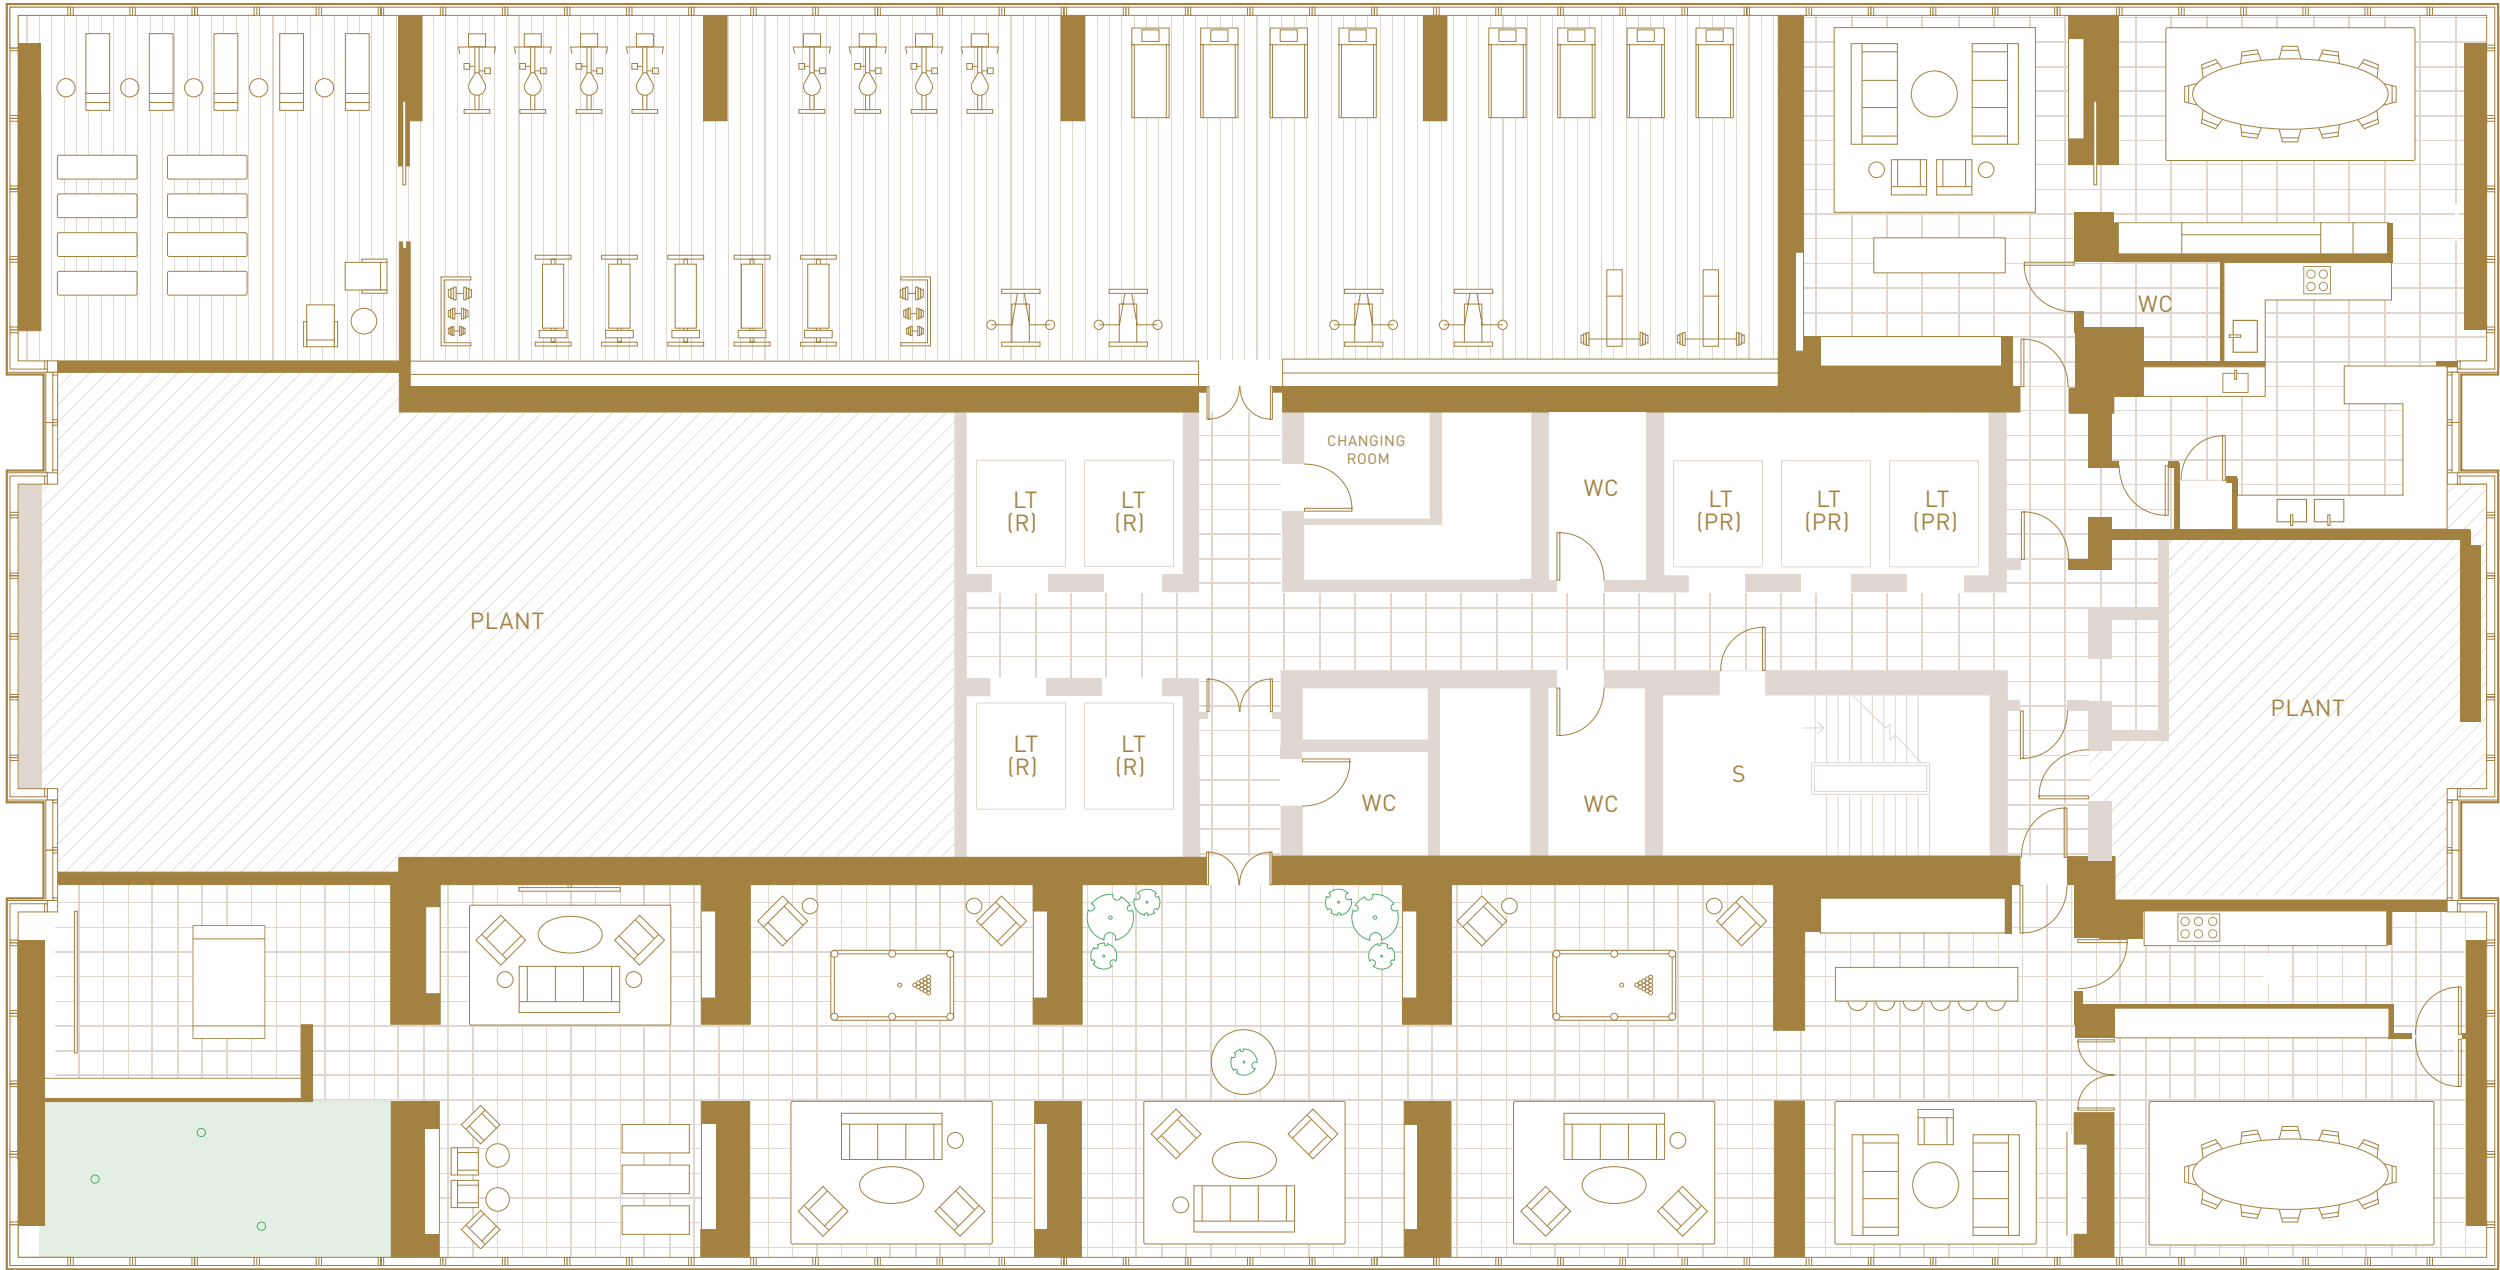 WC
CHANGING
ROOM
WC
LT
(R)
LT
(R)
LT
(PR)
LT
(PR)
LT
(PR)
PLANT
PLANT
LT
(R)
LT
(R)
S
WC
WC